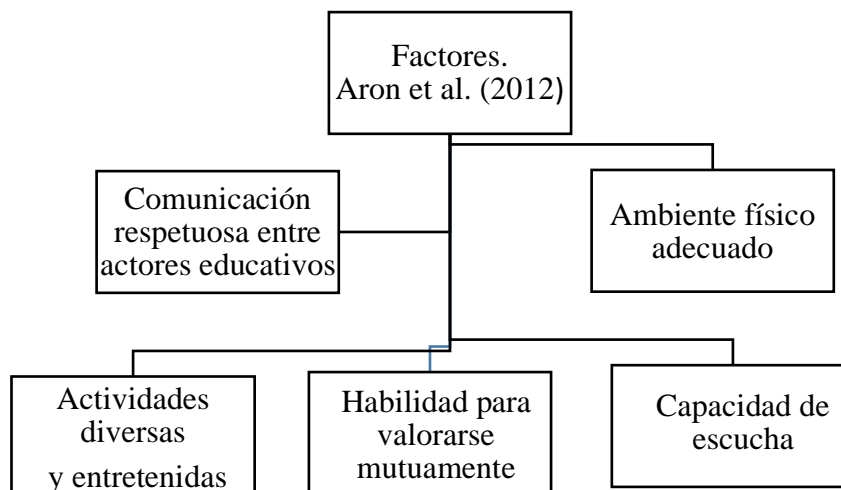 Factores.
Aron et al. (2012)
Comunicación
respetuosa entre
actores educativos
Ambiente físico
adecuado
Actividades
diversas
y entretenidas
Habilidad para
valorarse
mutuamente
Capacidad de
escucha